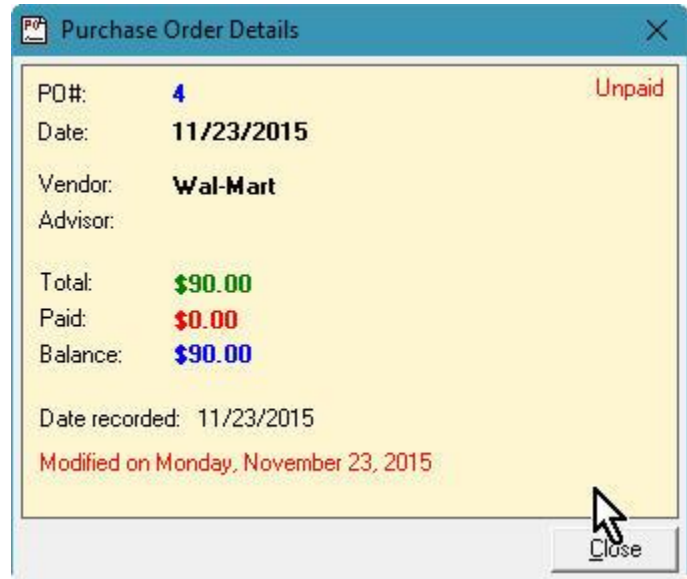 Purchase Order Details
PO#: 4 Unpaid
Date: 11/23/2015
Vendor: Wal-Mart
Advisor:
Total: $90.00
Paid: $0.00
Balance: $90.00
Date recorded: 11/23/2015
Modified on Monday, November 23, 2015
Close